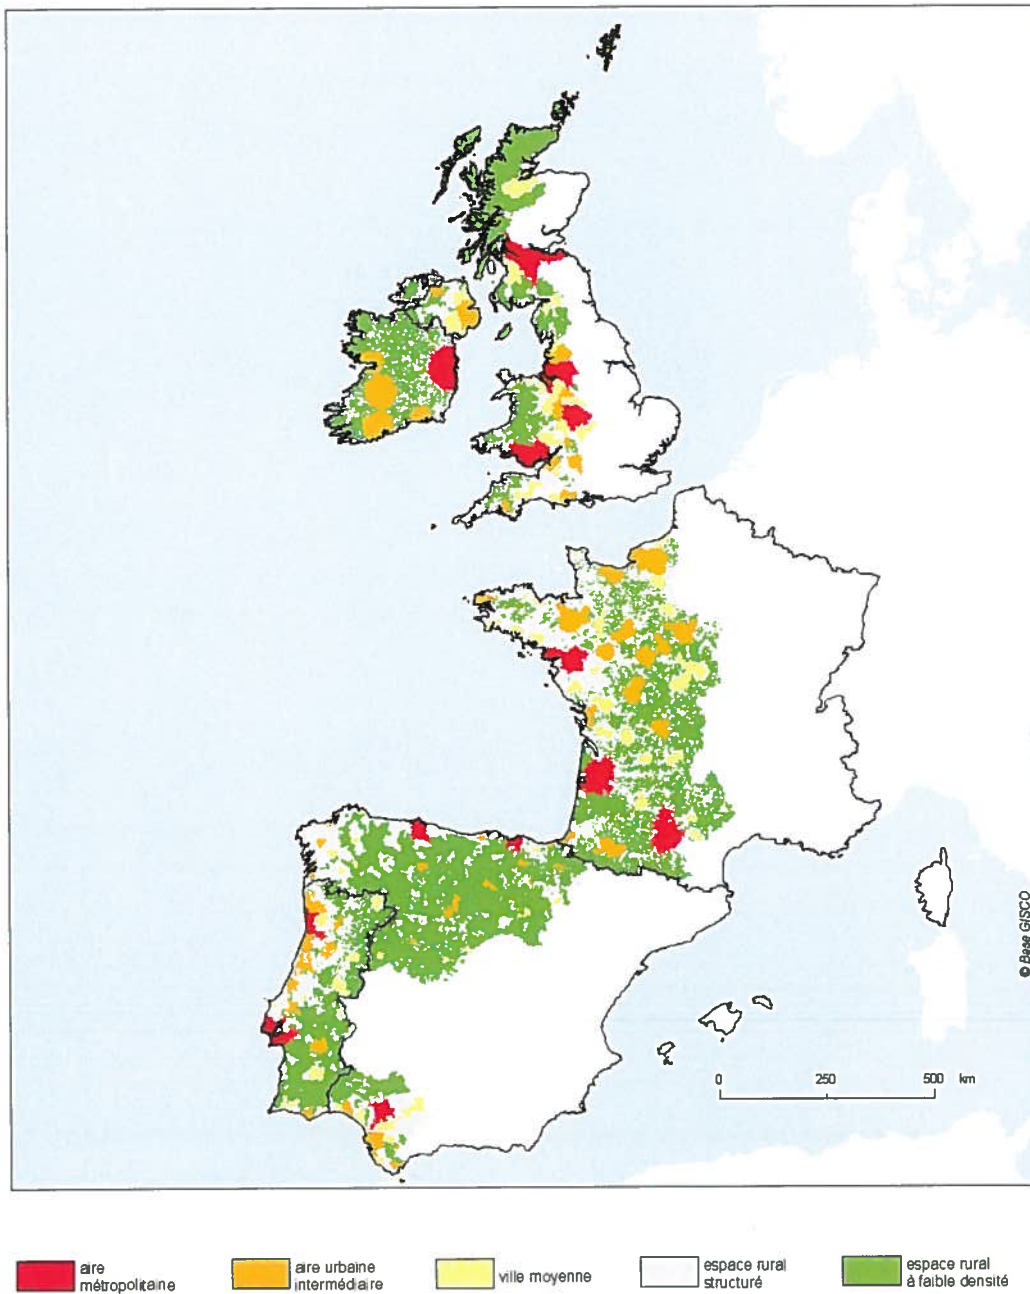 © Base GISCO
0 250 500 km
aire
métropolitaine
aire urbaine
intermédiaire
ville moyenne
espace rural
structuré
espace rural
à faible densité